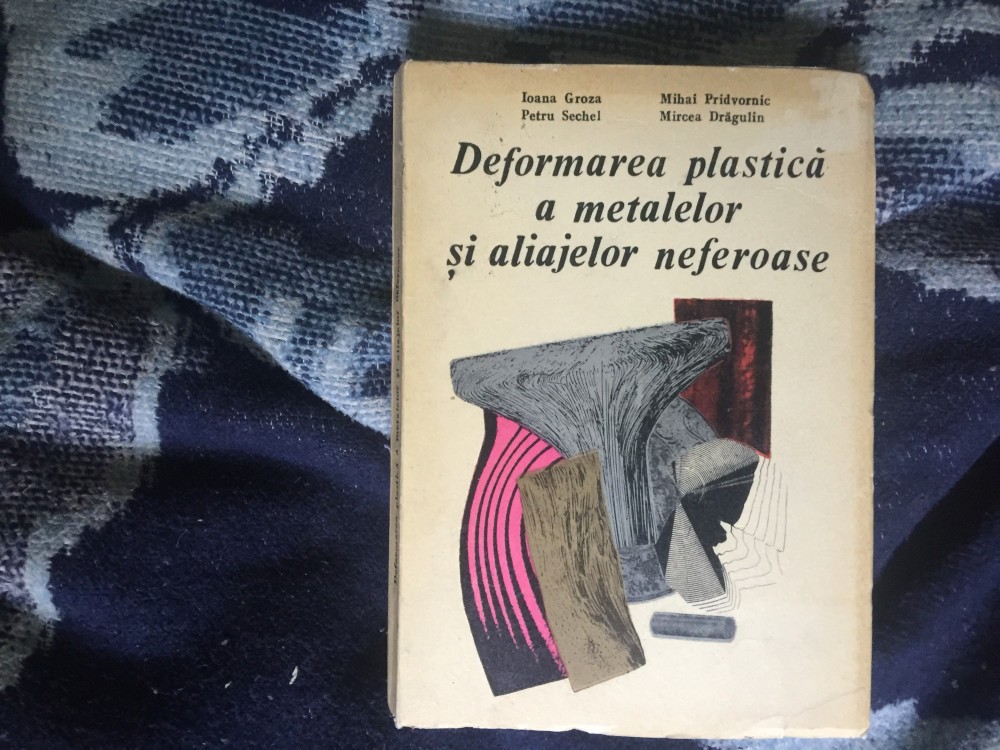 Ioana Groza
Petru Sechel
Mihai Pridvornic
Mircea Drăgulin
Deformarea plastică
a metalelor
și aliajelor neferoase